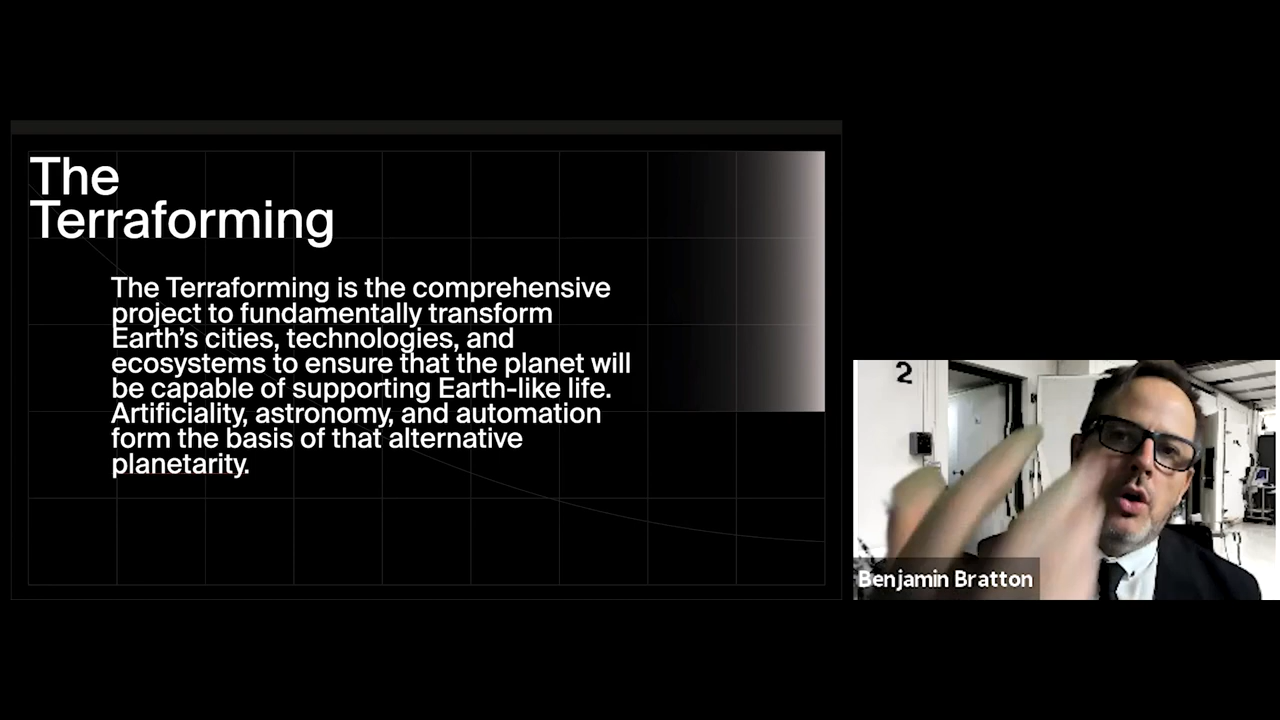 The
Terraforming
The Terraforming is the comprehensive
project to fundamentally transform
Earth’s cities, technologies, and
ecosystems to ensure that the planet will
be capable of supporting Earth-like life.
Artificiality, astronomy, and automation
form the basis of that alternative
planetarity.
2
Benjamin Bratton